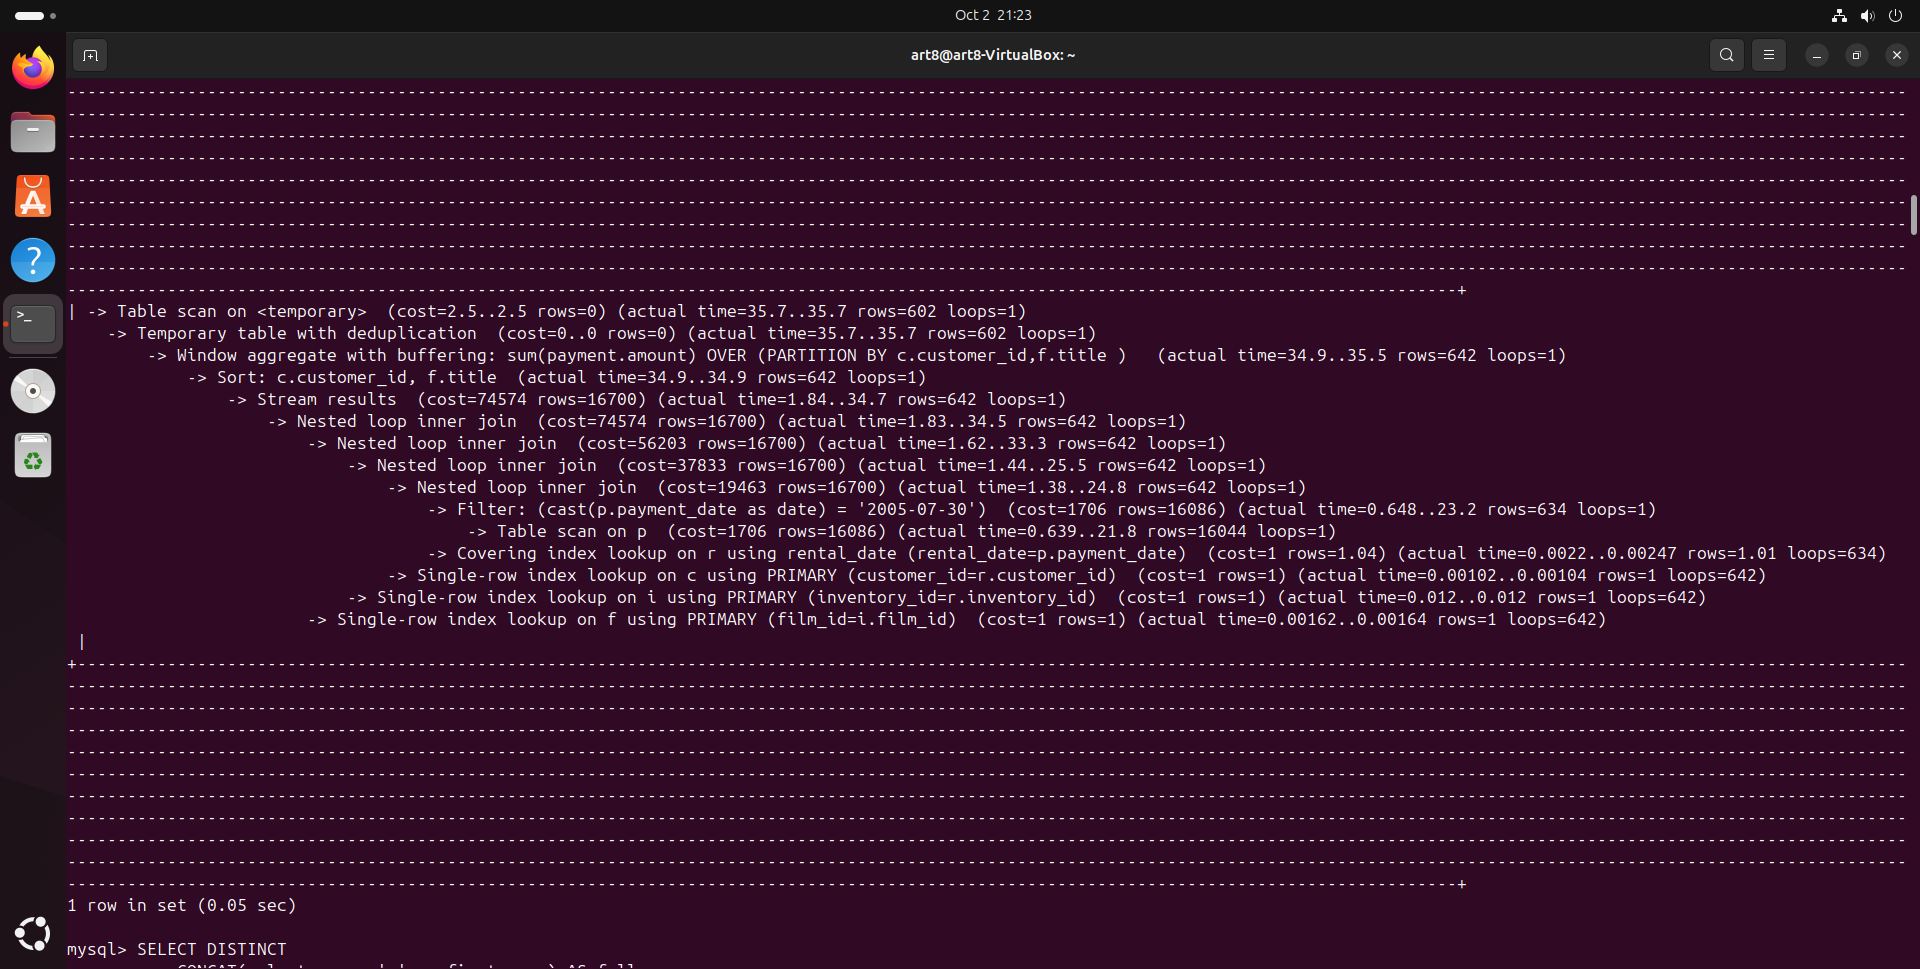 Oct 2 21:23
art8@art8-VirtualBox: ~
| -> Table scan on <temporary>  (cost=2.5..2.5 rows=0) (actual time=35.7..35.7 rows=602 loops=1)
    -> Temporary table with deduplication  (cost=0..0 rows=0) (actual time=35.7..35.7 rows=602 loops=1)
        -> Window aggregate with buffering: sum(payment.amount) OVER (PARTITION BY c.customer_id,f.title )   (actual time=34.9..35.5 rows=642 loops=1)
            -> Sort: c.customer_id, f.title  (actual time=34.9..34.9 rows=642 loops=1)
                -> Stream results  (cost=74574 rows=16700) (actual time=1.84..34.7 rows=642 loops=1)
                    -> Nested loop inner join  (cost=74574 rows=16700) (actual time=1.83..34.5 rows=642 loops=1)
                        -> Nested loop inner join  (cost=56203 rows=16700) (actual time=1.62..33.3 rows=642 loops=1)
                            -> Nested loop inner join  (cost=37833 rows=16700) (actual time=1.44..25.5 rows=642 loops=1)
                                -> Nested loop inner join  (cost=19463 rows=16700) (actual time=1.38..24.8 rows=642 loops=1)
                                    -> Filter: (cast(p.payment_date as date) = '2005-07-30')  (cost=1706 rows=16086) (actual time=0.648..23.2 rows=634 loops=1)
                                        -> Table scan on p  (cost=1706 rows=16086) (actual time=0.639..21.8 rows=16044 loops=1)
                                    -> Covering index lookup on r using rental_date (rental_date=p.payment_date)  (cost=1 rows=1.04) (actual time=0.0022..0.00247 rows=1.01 loops=634)
                                -> Single-row index lookup on c using PRIMARY (customer_id=r.customer_id)  (cost=1 rows=1) (actual time=0.00102..0.00104 rows=1 loops=642)
                            -> Single-row index lookup on i using PRIMARY (inventory_id=r.inventory_id)  (cost=1 rows=1) (actual time=0.012..0.012 rows=1 loops=642)
                        -> Single-row index lookup on f using PRIMARY (film_id=i.film_id)  (cost=1 rows=1) (actual time=0.00162..0.00164 rows=1 loops=642)
 |
1 row in set (0.05 sec)
mysql> SELECT DISTINCT